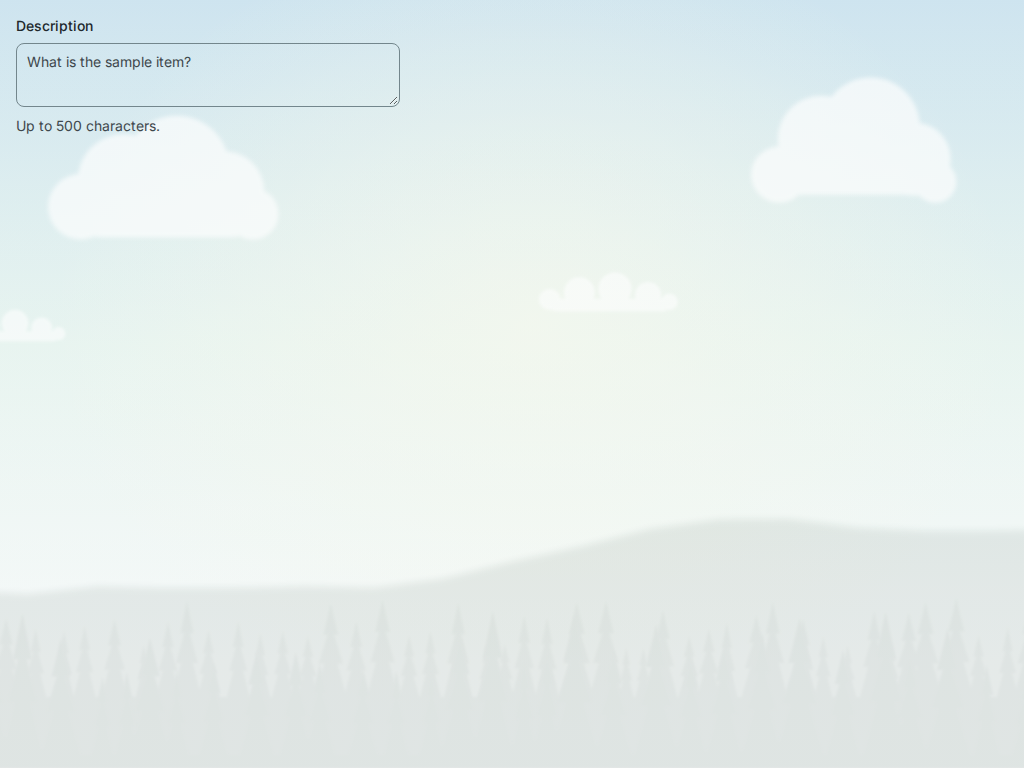 Description
What is the sample item?
Up to 500 characters.